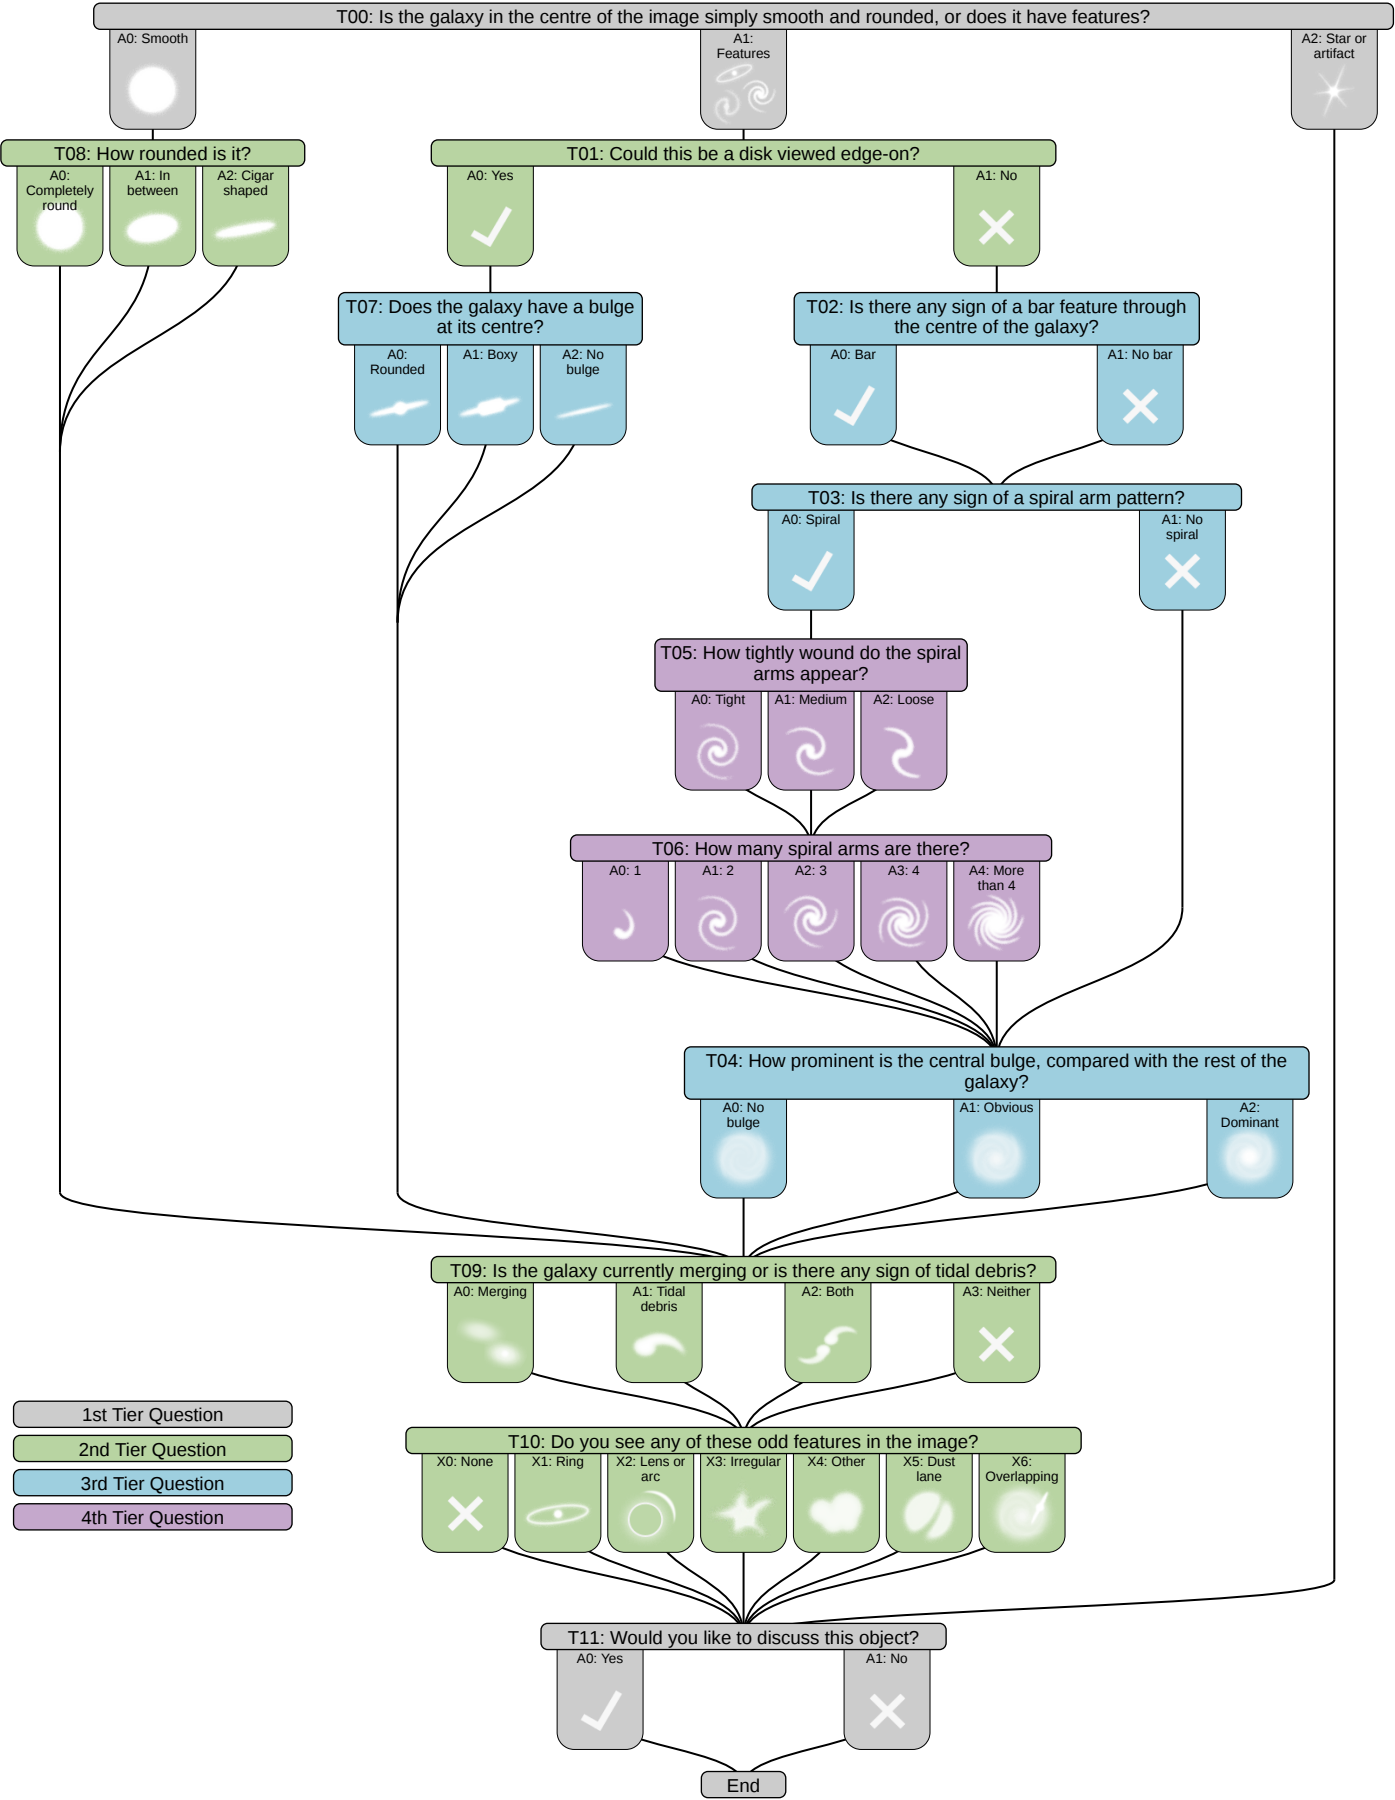 T00: Is the galaxy in the centre of the image simply smooth and rounded, or does it have features?
A0: Smooth
A1:
Features
A2: Star or
artifact
T08: How rounded is it?
A0:
Completely
round
A1: In
between
A2: Cigar
shaped
T01: Could this be a disk viewed edge-on?
A0: Yes
A1: No
T07: Does the galaxy have a bulge
at its centre?
A0:
Rounded
A1: Boxy
A2: No
bulge
T02: Is there any sign of a bar feature through
the centre of the galaxy?
A0: Bar
A1: No bar
T03: Is there any sign of a spiral arm pattern?
A0: Spiral
A1: No
spiral
T05: How tightly wound do the spiral
arms appear?
A0: Tight
A1: Medium
A2: Loose
T06: How many spiral arms are there?
A0: 1
A1: 2
A2: 3
A3: 4
A4: More
than 4
T04: How prominent is the central bulge, compared with the rest of the
galaxy?
A0: No
bulge
A1: Obvious
A2:
Dominant
T09: Is the galaxy currently merging or is there any sign of tidal debris?
A0: Merging
A1: Tidal
debris
A2: Both
A3: Neither
1st Tier Question
2nd Tier Question
3rd Tier Question
4th Tier Question
T10: Do you see any of these odd features in the image?
X0: None
X1: Ring
X2: Lens or
arc
X3: Irregular
X4: Other
X5: Dust
lane
X6:
Overlapping
T11: Would you like to discuss this object?
A0: Yes
A1: No
End